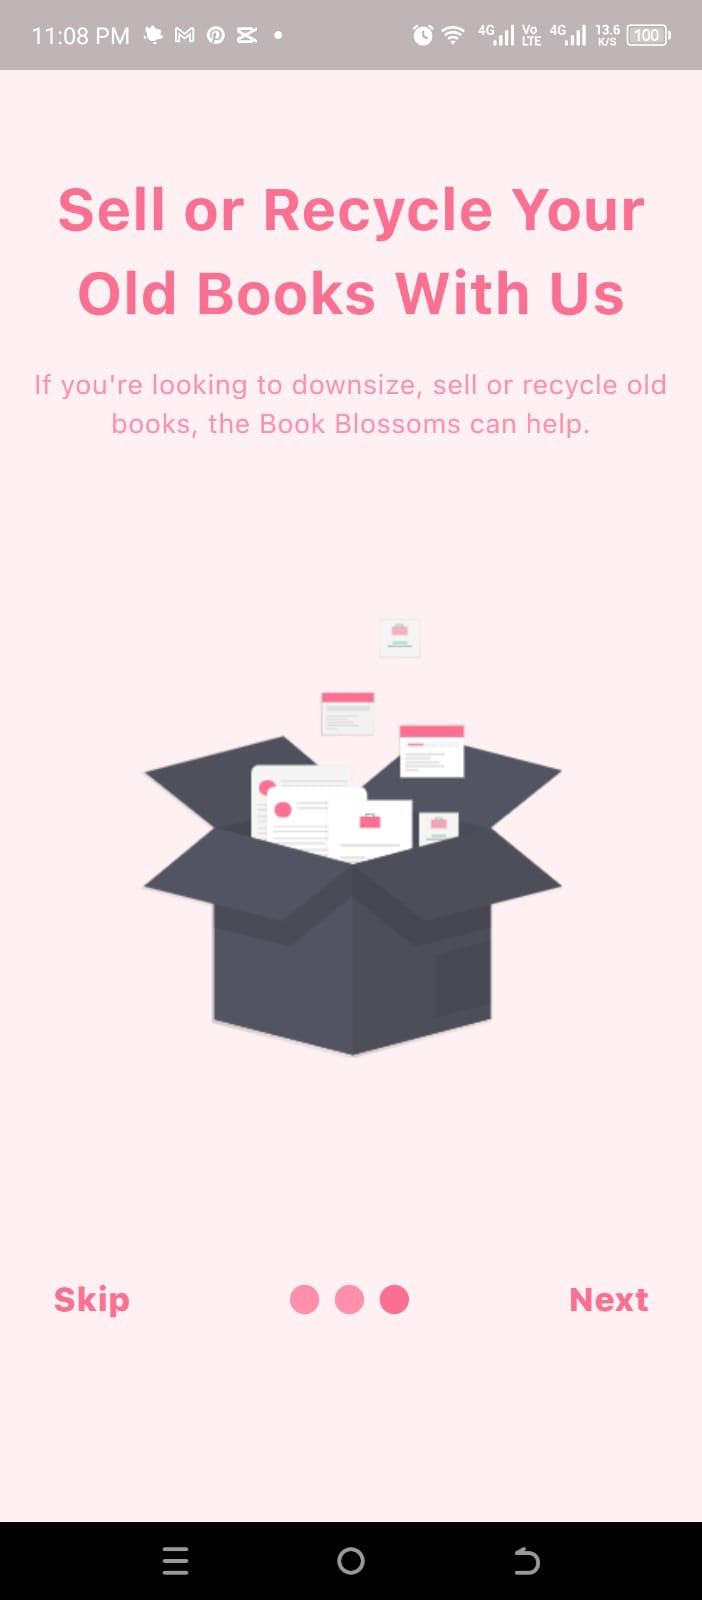 11:08 PM 4G Vo LTE 4G 13.6 K/S 100
Sell or Recycle Your
Old Books With Us
If you're looking to downsize, sell or recycle old
books, the Book Blossoms can help.
Skip Next